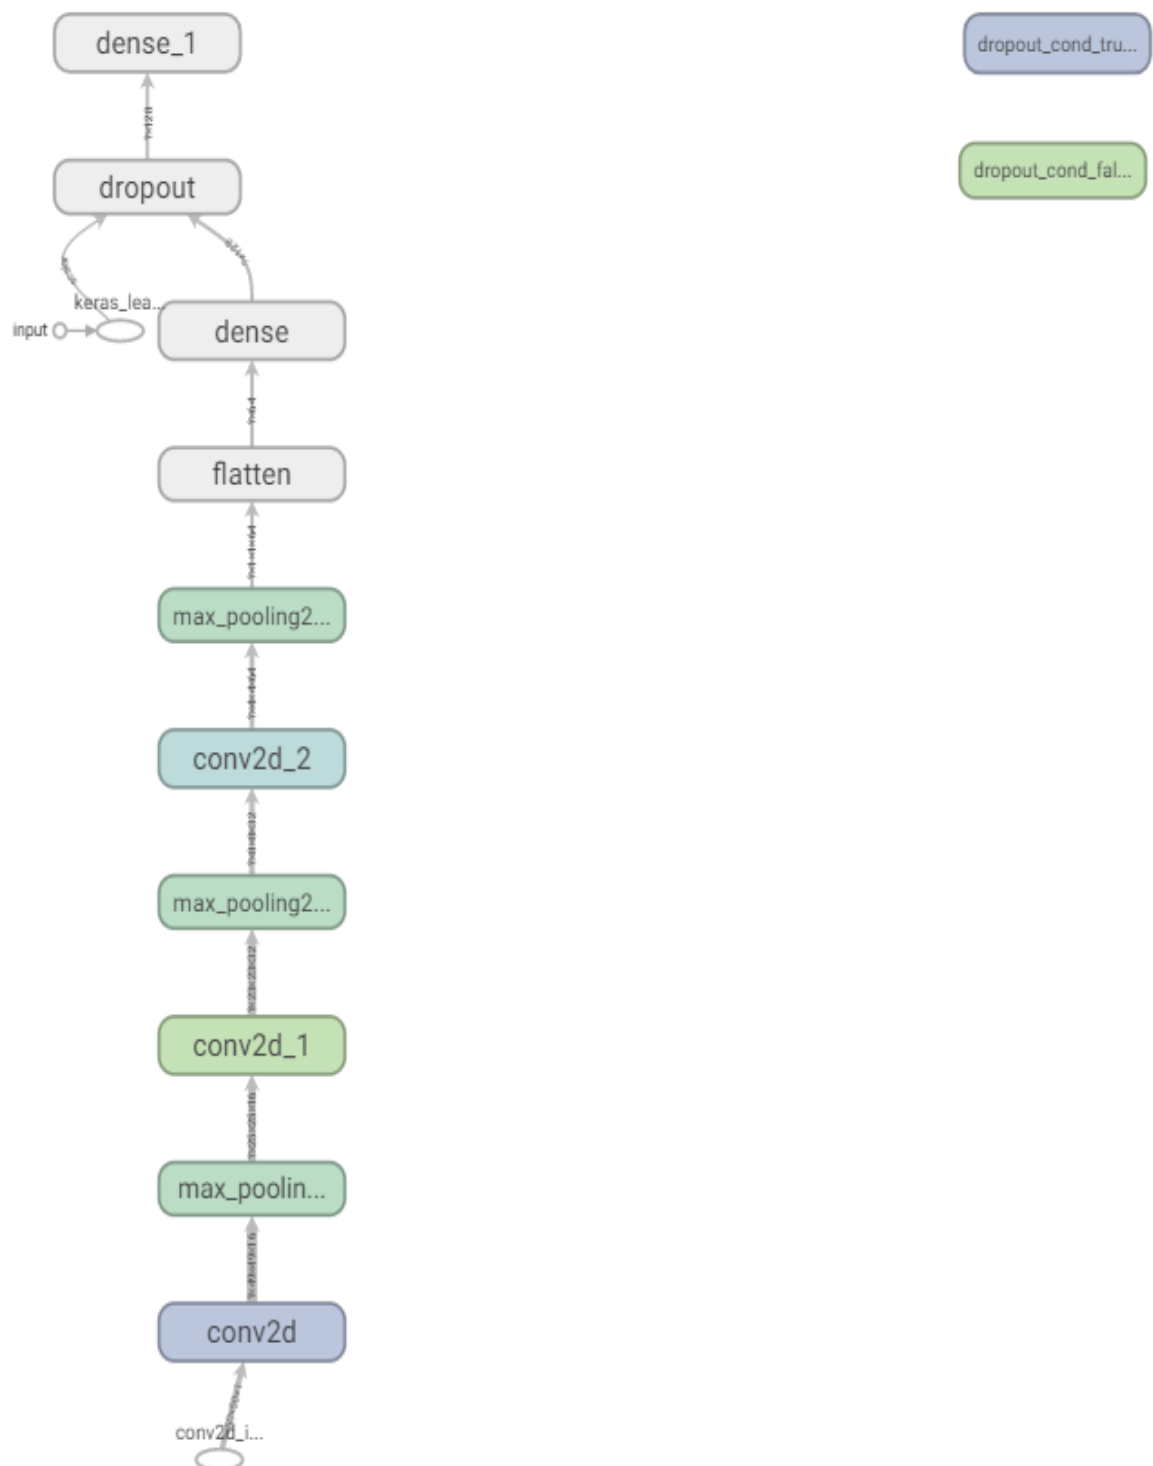 dense_1
dropout_cond_tru...
dropout_cond_fal...
dropout
keras_lea...
input
dense
flatten
max_pooling2...
conv2d_2
max_pooling2...
conv2d_1
max_poolin...
conv2d
conv2d_i...